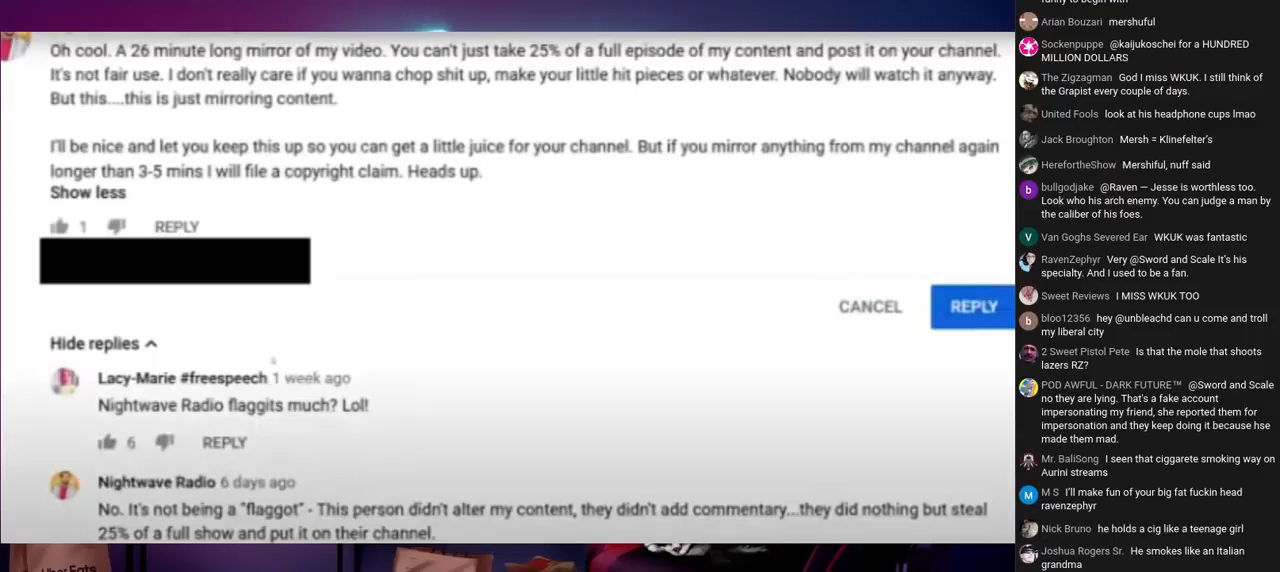 Oh cool. A 26 minute long mirror of my video. You can't just take 25% of a full episode of my content and post it on your channel.
It's not fair use. I don't really care if you wanna chop shit up, make your little hit pieces or whatever. Nobody will watch it anyway.
But this....this is just mirroring content.
I'll be nice and let you keep this up so you can get a little juice for your channel. But if you mirror anything from my channel again
longer than 3-5 mins I will file a copyright claim. Heads up.
Show less
1 REPLY
CANCEL REPLY
Hide replies
Lacy-Marie #freespeech 1 week ago
Nightwave Radio flaggits much? Lol!
6 REPLY
Nightwave Radio 6 days ago
No. It's not being a "flaggot" - This person didn't alter my content, they didn't add commentary...they did nothing but steal
25% of a full show and put it on their channel.
Uber Eats
funny to begin with
Arian Bouzari mershuful
Sockenpuppe @kaijukoschei for a HUNDRED
MILLION DOLLARS
The Zigzagman God I miss WKUK. I still think of
the Grapist every couple of days.
United Fools look at his headphone cups lmao
Jack Broughton Mersh = Klinefelter's
HerefortheShow Mershiful, nuff said
b bullgodjake @Raven — Jesse is worthless too.
Look who his arch enemy. You can judge a man by
the caliber of his foes.
V Van Goghs Severed Ear WKUK was fantastic
RavenZephyr Very @Sword and Scale It's his
specialty. And I used to be a fan.
Sweet Reviews I MISS WKUK TOO
b bloo12356 hey @unbleachd can u come and troll
my liberal city
2 Sweet Pistol Pete Is that the mole that shoots
lazers RZ?
POD AWFUL - DARK FUTURE™ @Sword and Scale
no they are lying. That's a fake account
impersonating my friend, she reported them for
impersonation and they keep doing it because hse
made them mad.
Mr. BaliSong I seen that ciggarete smoking way on
Aurini streams
M M S I'll make fun of your big fat fuckin head
ravenzephyr
Nick Bruno he holds a cig like a teenage girl
Joshua Rogers Sr. He smokes like an Italian
grandma